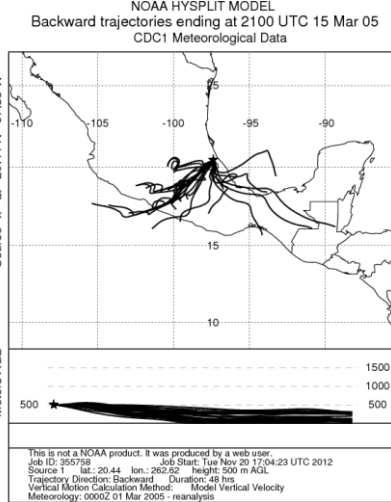 NOAA HYSPLIT MODEL
Backward trajectories ending at 2100 UTC 15 Mar 05
CDC1 Meteorological Data
-110
-105
-100
-95
-90
15
10
1500
1000
500
500
This is not a NOAA product. It was produced by a web user.
Job ID: 355758 Job Start: Tue Nov 20 17:04:23 UTC 2012
Source 1 lat.: 20.44 lon.: 262.62 height: 500 m AGL
Trajectory Direction: Backward Duration: 48 hrs
Vertical Motion Calculation Method: Model Vertical Velocity
Meteorology: 0000Z 01 Mar 2005 - reanalysis